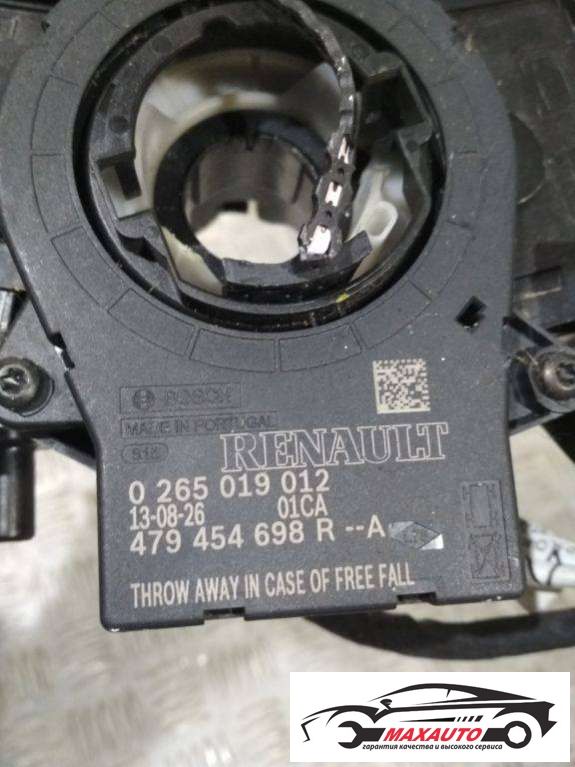 BOSCH
MADE IN PORTUGAL
RENAULT
0 265 019 012
13-08-26 01CA
479 454 698 R --A
THROW AWAY IN CASE OF FREE FALL
MAXAUTO
гарантия качества и высокого сервиса